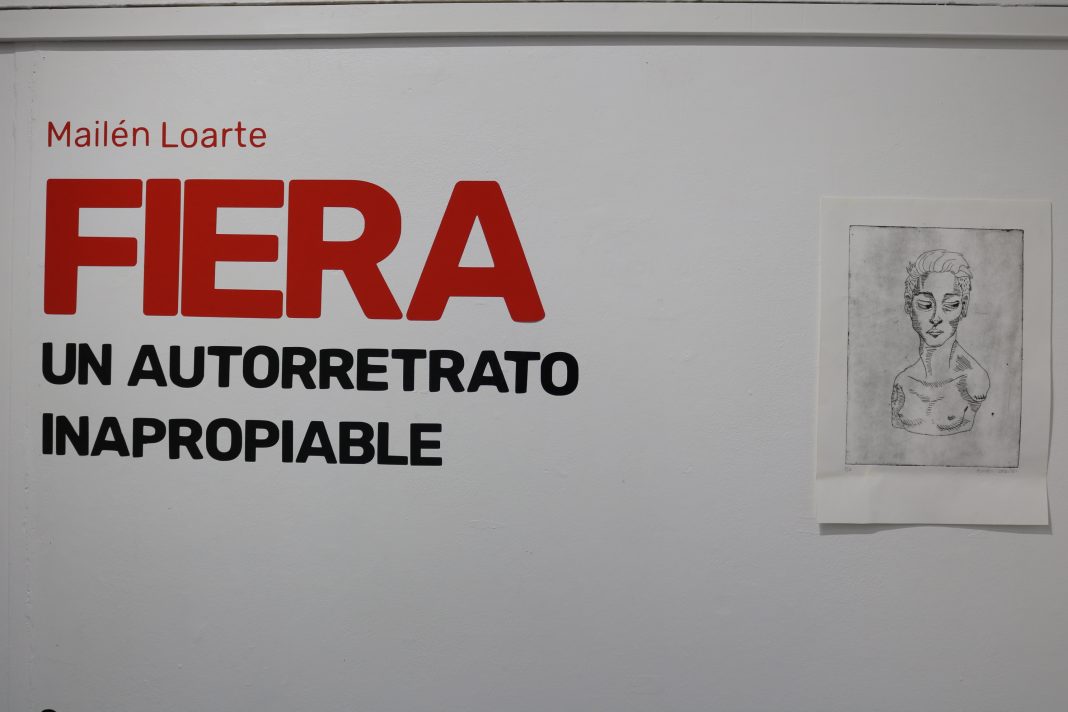 Mailén Loarte
FIERA
UN AUTORRETRATO
INAPROPIABLE